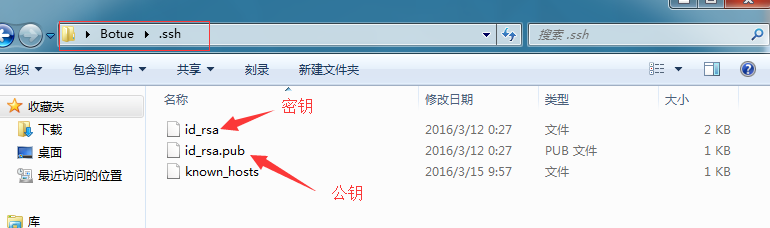 Botue .ssh 搜索 .ssh
组织 包含到库中 共享 刻录 新建文件夹
收藏夹
下载
桌面
最近访问的位置
库
名称 修改日期 类型 大小
id_rsa 2016/3/12 0:27 文件 2 KB
密钥
id_rsa.pub 2016/3/12 0:27 PUB 文件 1 KB
known_hosts 2016/3/15 9:57 文件 1 KB
公钥